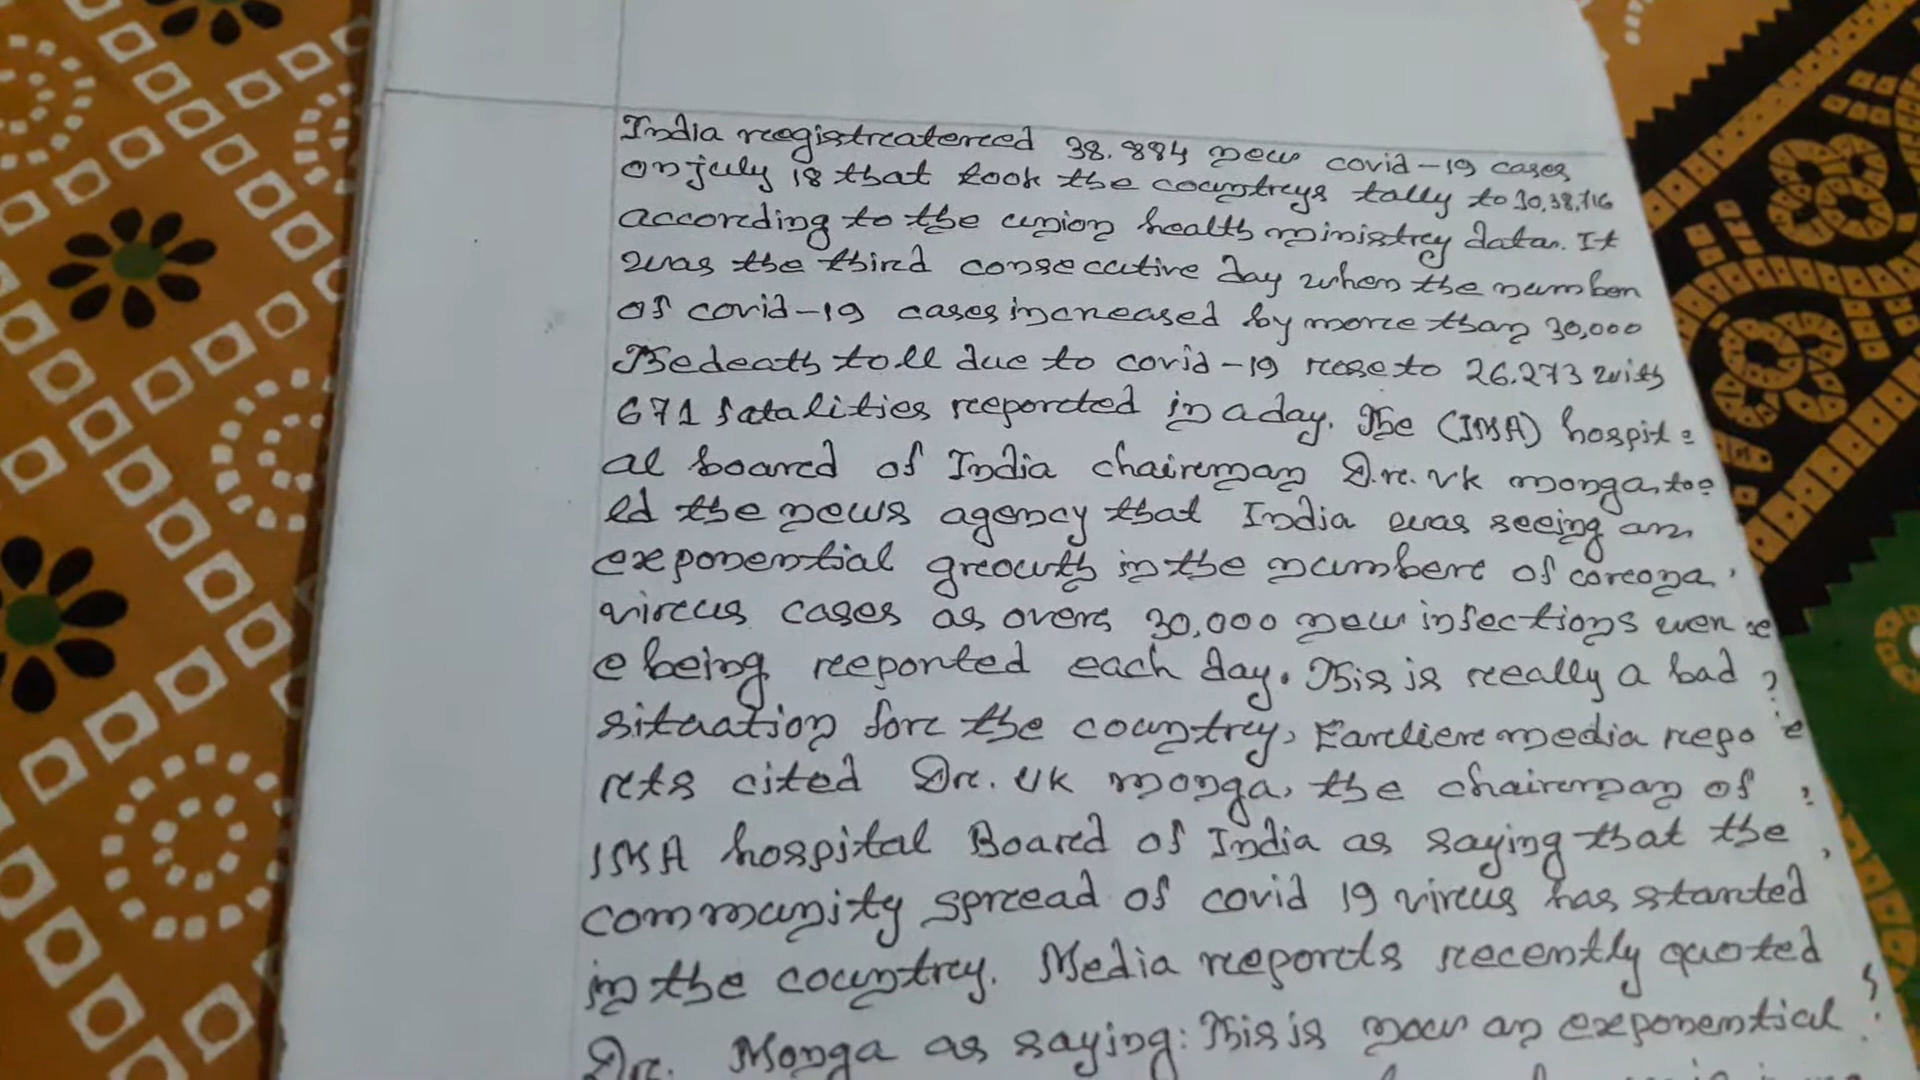 India registratered 38.884 new covid-19 cases
on july 18 that took the countrys tally to 30,38,716
according to the union health ministry data. It
was the third consecutive day when the number
of covid-19 cases increased by more than 30,000
The death toll due to covid-19 rose to 26.273 with
671 fatalities reported in a day. The (IMA) hospit=
al board of India chairman Dr. VK monga, to=
ld the news agency that India was seeing an
exponential growth in the number of corona
virus cases as overs 30,000 new infections wer
e being reported each day. This is really a bad
situation for the country, Earlier media repo
rts cited Dr. VK monga, the chairman of
IMA hospital Board of India as saying that the
community spread of covid 19 virus has started
in the country. Media reports recently quoted
Dr. Monga as saying: This is now an exponential